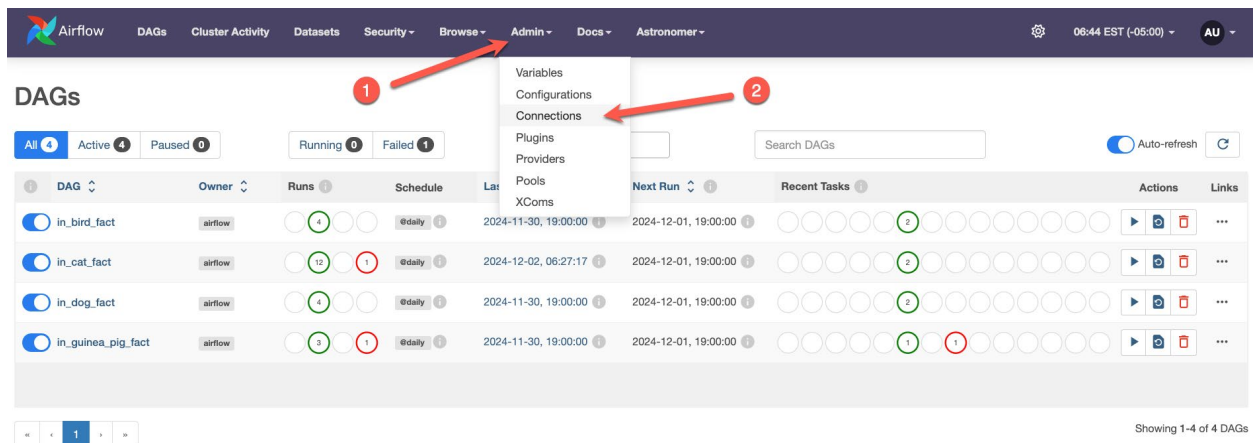 Airflow DAGs Cluster Activity Datasets Security Browse Admin Docs Astronomer 06:44 EST (-05:00) AU
1
Variables
Configurations
2
DAGs
Connections
All 4 Active 4 Paused 0 Running 0 Failed 1 Plugins Search DAGs Auto-refresh
Providers
Pools
XComs
DAG Owner Runs Schedule Las Next Run Recent Tasks Actions Links
in_bird_fact airflow 4 @daily 2024-11-30, 19:00:00 2024-12-01, 19:00:00 2
in_cat_fact airflow 12 1 @daily 2024-12-02, 06:27:17 2024-12-01, 19:00:00 2
in_dog_fact airflow 4 @daily 2024-11-30, 19:00:00 2024-12-01, 19:00:00 2
in_guinea_pig_fact airflow 3 1 @daily 2024-11-30, 19:00:00 2024-12-01, 19:00:00 1 1
« ‹ 1 › »
Showing 1-4 of 4 DAGs